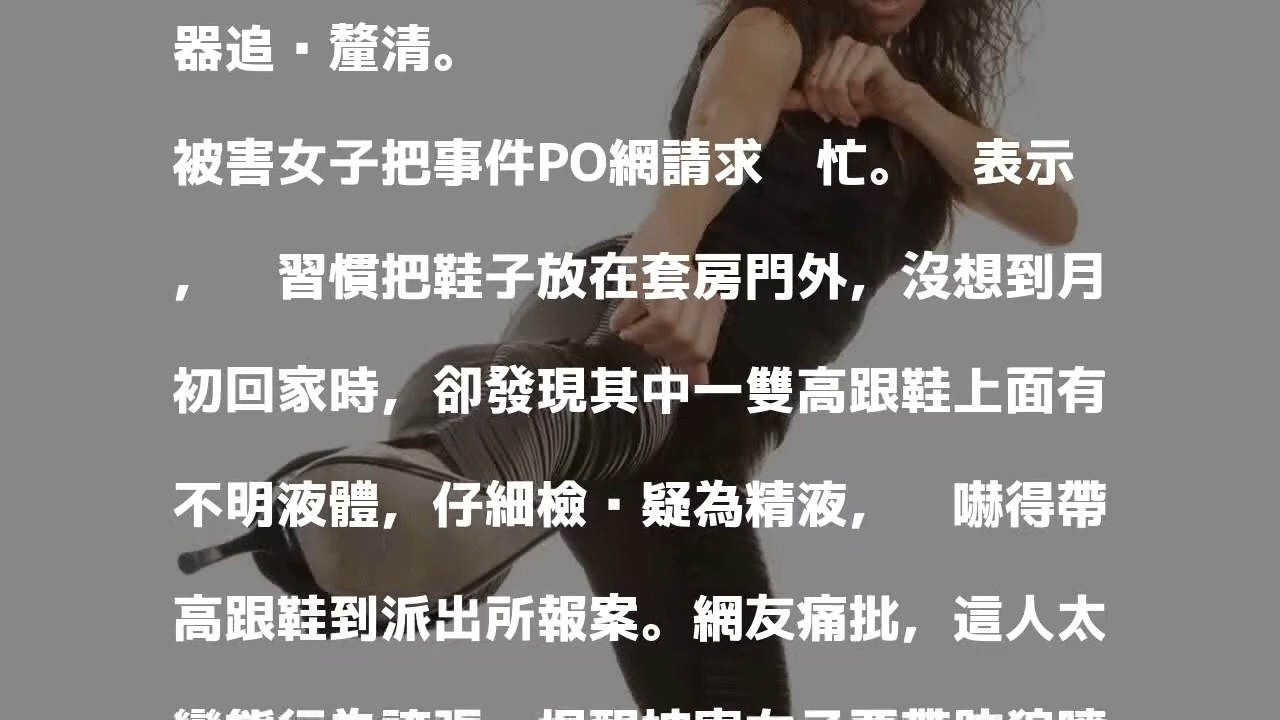 器追·釐清。
被害女子把事件PO網請求　忙。　表示
，　習慣把鞋子放在套房門外，沒想到月
初回家時，卻發現其中一雙高跟鞋上面有
不明液體，仔細檢·疑為精液，　嚇得帶
高跟鞋到派出所報案。網友痛批，這人太